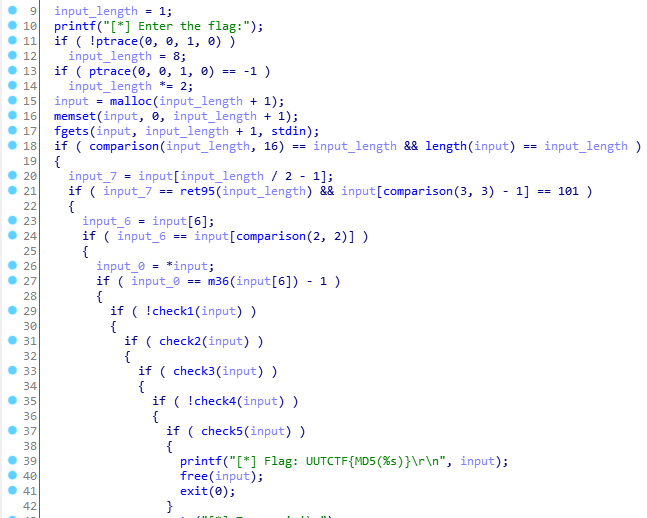 9 input_length = 1;
10 printf("[*] Enter the flag:");
11 if ( !ptrace(0, 0, 1, 0) )
12 input_length = 8;
13 if ( ptrace(0, 0, 1, 0) == -1 )
14 input_length *= 2;
15 input = malloc(input_length + 1);
16 memset(input, 0, input_length + 1);
17 fgets(input, input_length + 1, stdin);
18 if ( comparison(input_length, 16) == input_length && length(input) == input_length )
19 {
20 input_7 = input[input_length / 2 - 1];
21 if ( input_7 == ret95(input_length) && input[comparison(3, 3) - 1] == 101 )
22 {
23 input_6 = input[6];
24 if ( input_6 == input[comparison(2, 2)] )
25 {
26 input_0 = *input;
27 if ( input_0 == m36(input[6]) - 1 )
28 {
29 if ( !check1(input) )
30 {
31 if ( check2(input) )
32 {
33 if ( check3(input) )
34 {
35 if ( !check4(input) )
36 {
37 if ( check5(input) )
38 {
39 printf("[*] Flag: UUTCTF{MD5(%s)}\r\n", input);
40 free(input);
41 exit(0);
42 }